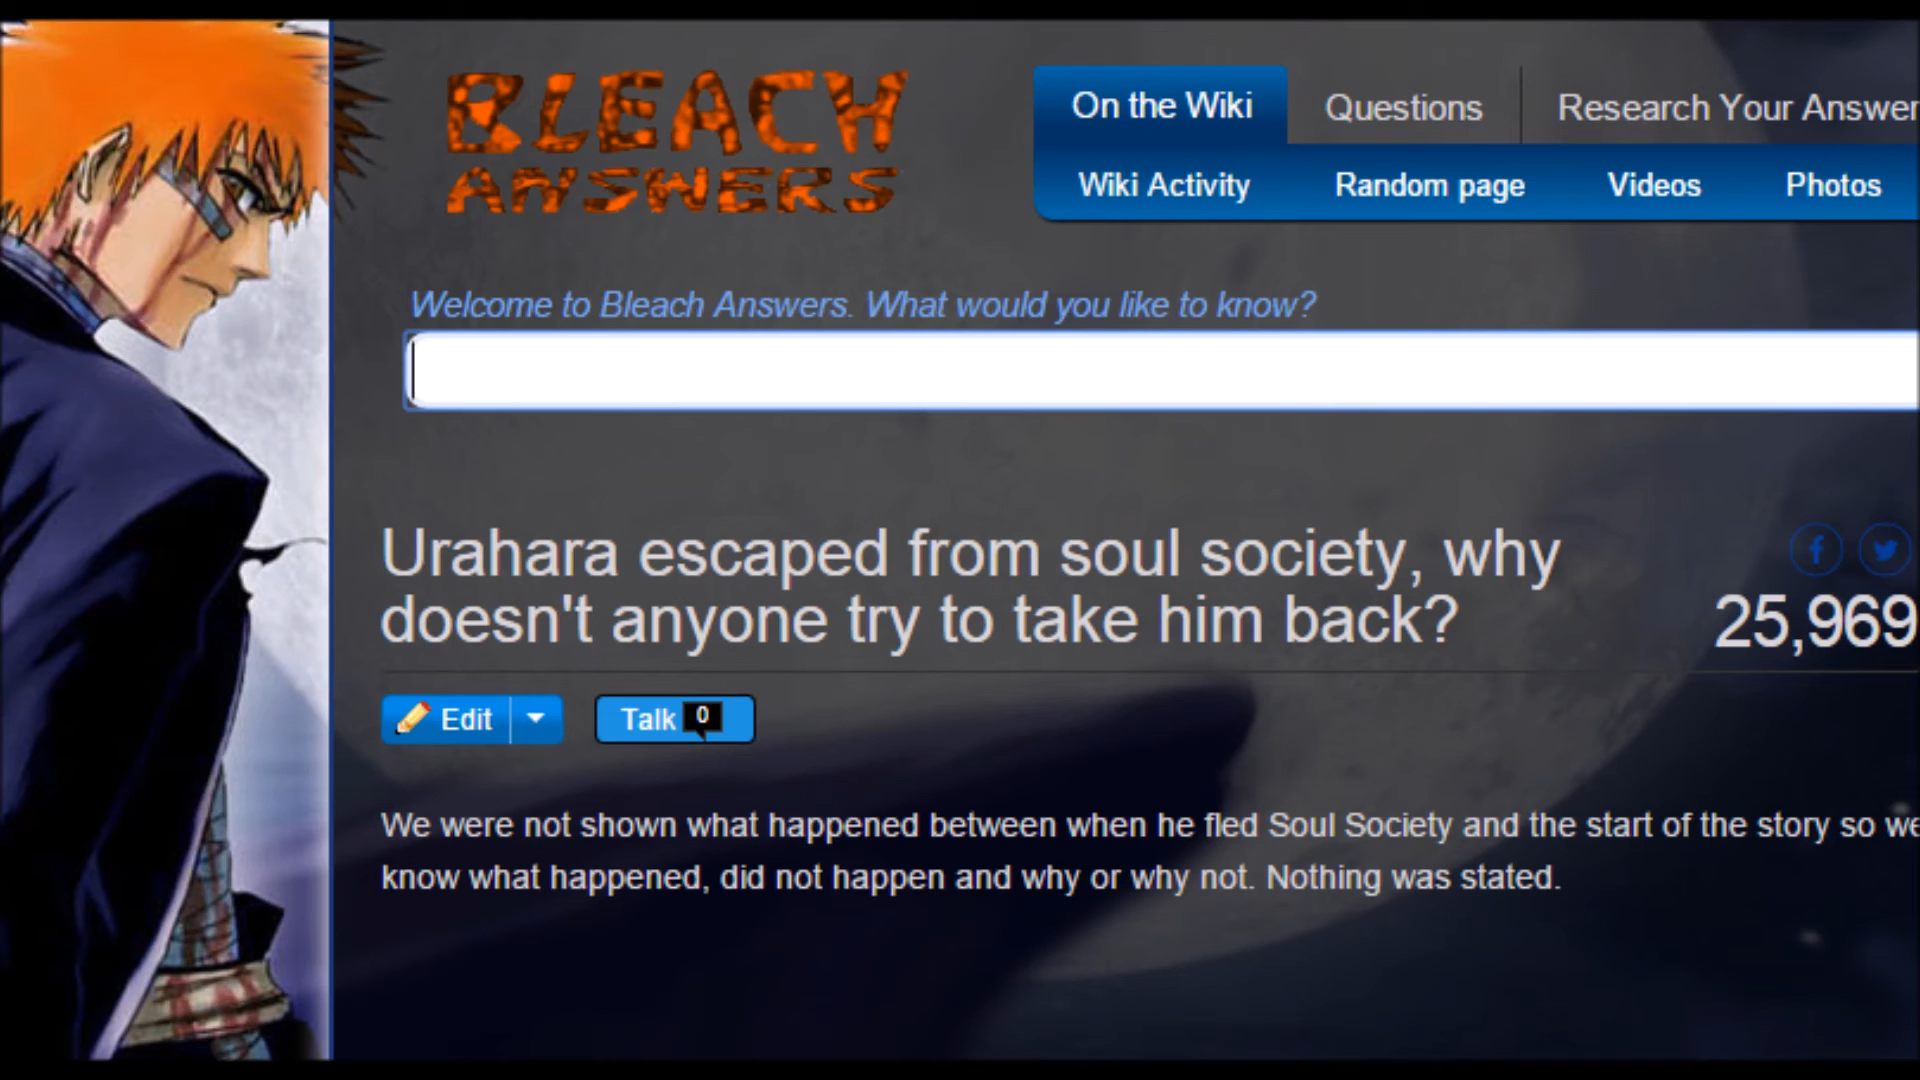 BLEACH
ANSWERS
On the Wiki
Questions
Research Your Answer
Wiki Activity
Random page
Videos
Photos
Welcome to Bleach Answers. What would you like to know?
Urahara escaped from soul society, why
doesn't anyone try to take him back?
25,969
Edit
Talk 0
We were not shown what happened between when he fled Soul Society and the start of the story so we
know what happened, did not happen and why or why not. Nothing was stated.